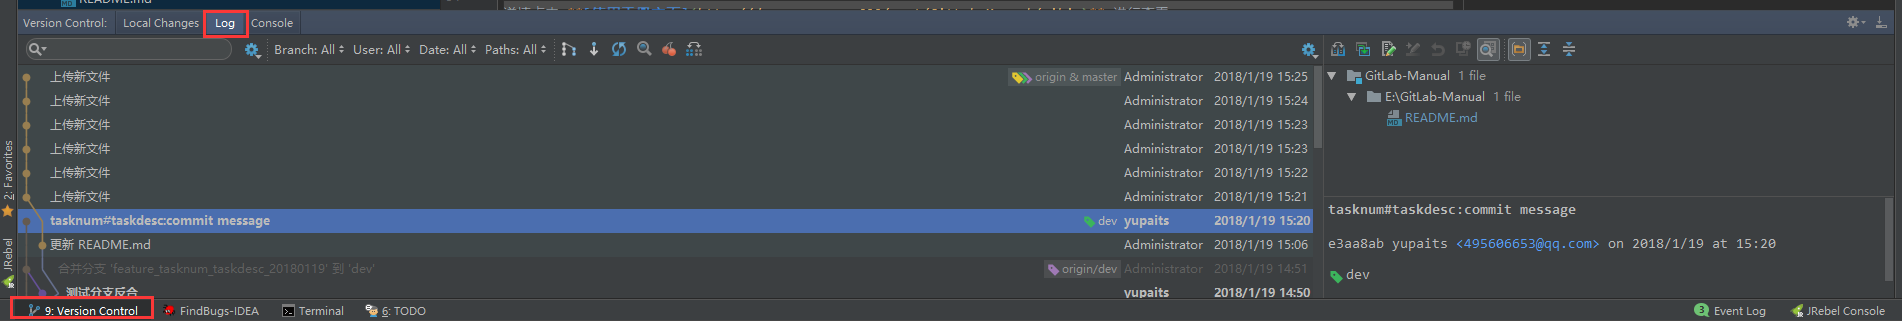 README.md
Version Control: Local Changes Log Console
Branch: All User: All Date: All Paths: All
上传新文件 origin & master Administrator 2018/1/19 15:25
上传新文件 Administrator 2018/1/19 15:24
上传新文件 Administrator 2018/1/19 15:23
上传新文件 Administrator 2018/1/19 15:23
上传新文件 Administrator 2018/1/19 15:22
上传新文件 Administrator 2018/1/19 15:21
tasknum#taskdesc:commit message dev yupaits 2018/1/19 15:20
更新 README.md Administrator 2018/1/19 15:06
合并分支 'feature_tasknum_taskdesc_20180119' 到 'dev' origin/dev Administrator 2018/1/19 14:51
测试分支反合 yupaits 2018/1/19 14:50
GitLab-Manual 1 file
E:\GitLab-Manual 1 file
README.md
tasknum#taskdesc:commit message
e3aa8ab yupaits <495606653@qq.com> on 2018/1/19 at 15:20
dev
2: Favorites
JRebel
9: Version Control FindBugs-IDEA Terminal 6: TODO
3 Event Log JRebel Console